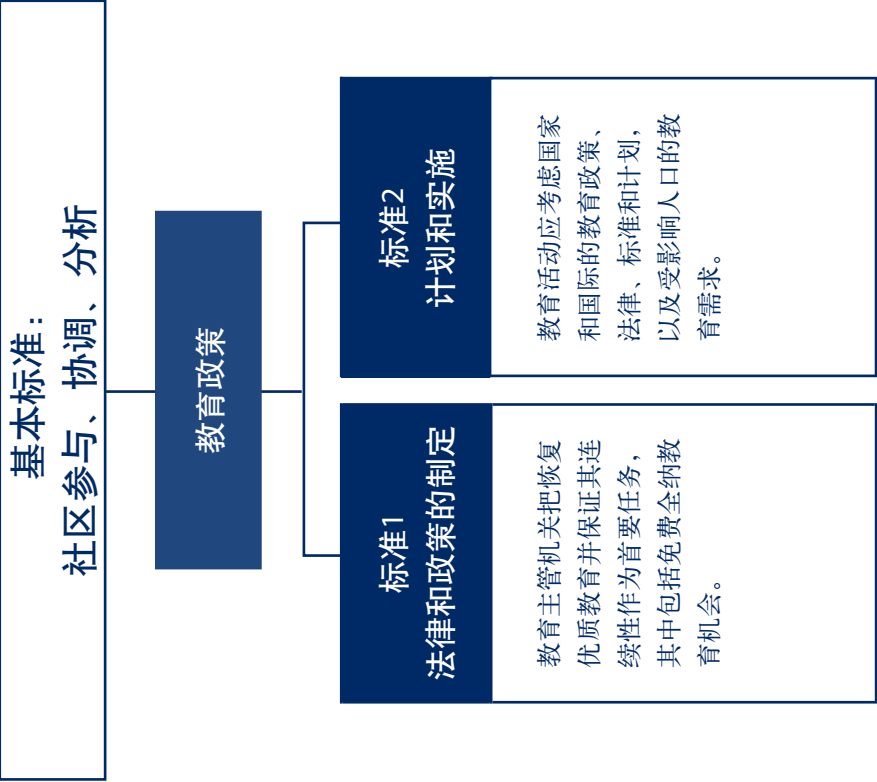 基本标准：
社区参与、协调、分析
教育政策
标准1
法律和政策的制定
教育主管机关把恢复
优质教育并保证其连
续性作为首要任务，
其中包括免费全纳教
育机会。
标准2
计划和实施
教育活动应考虑国家
和国际的教育政策、
法律、标准和计划，
以及受影响人口的教
育需求。